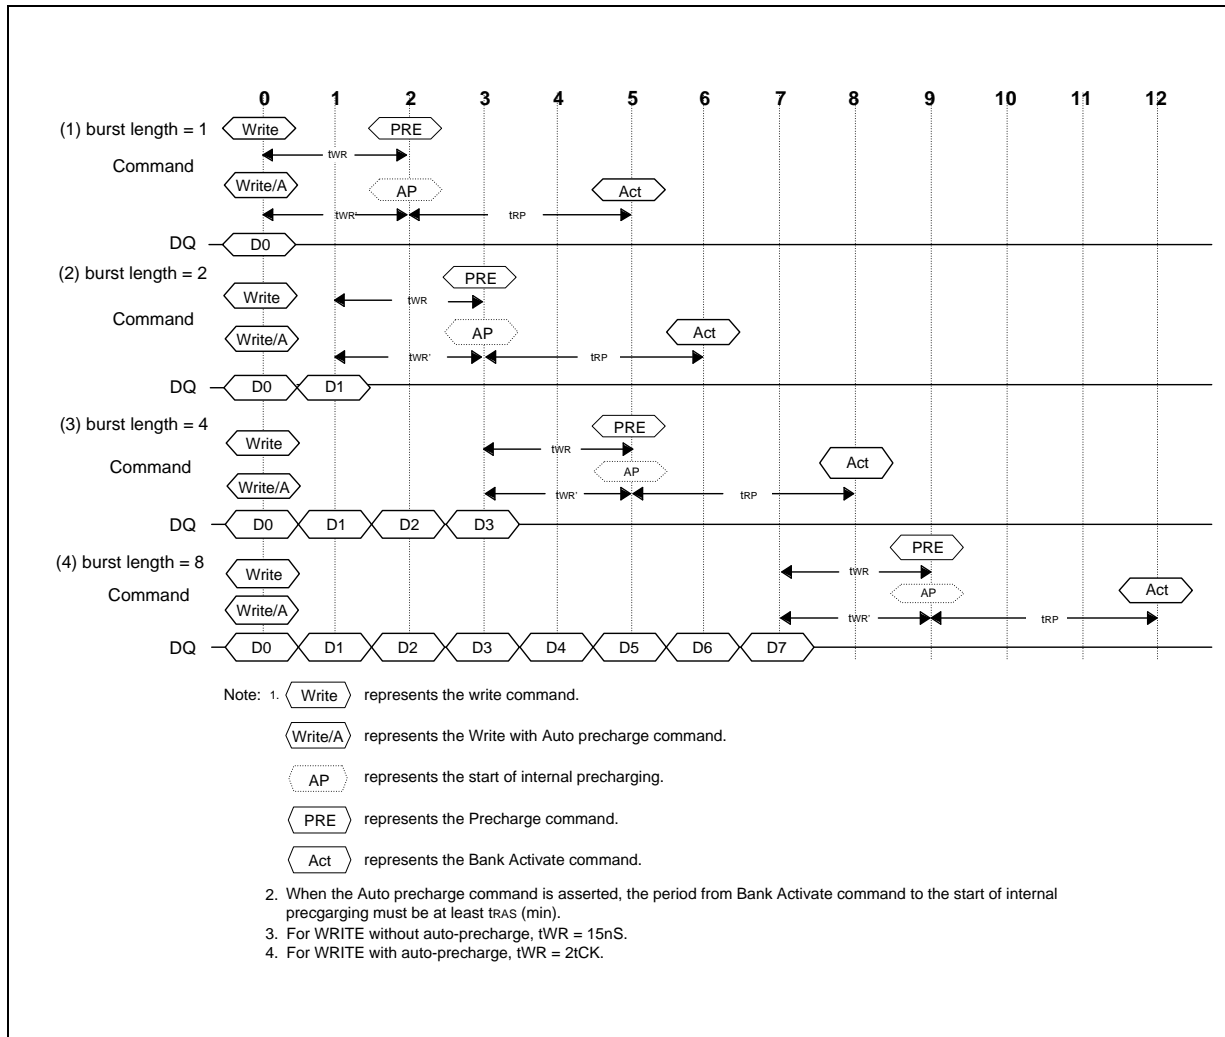 0 1 2 3 4 5 6 7 8 9 10 11 12
(1) burst length = 1 Write PRE
tWR
Command
Write/A AP Act
tWR' tRP
DQ D0
(2) burst length = 2
PRE
Write tWR
Command
Write/A AP Act
tWR' tRP
DQ D0 D1
(3) burst length = 4
PRE
Write tWR
Command Act
AP
Write/A tWR' tRP
DQ D0 D1 D2 D3
PRE
(4) burst length = 8
Write tWR
Command AP Act
Write/A tWR' tRP
DQ D0 D1 D2 D3 D4 D5 D6 D7
Note: 1. Write represents the write command.
Write/A represents the Write with Auto precharge command.
AP represents the start of internal precharging.
PRE represents the Precharge command.
Act represents the Bank Activate command.
2. When the Auto precharge command is asserted, the period from Bank Activate command to the start of internal
precgarging must be at least tRAS (min).
3. For WRITE without auto-precharge, tWR = 15nS.
4. For WRITE with auto-precharge, tWR = 2tCK.